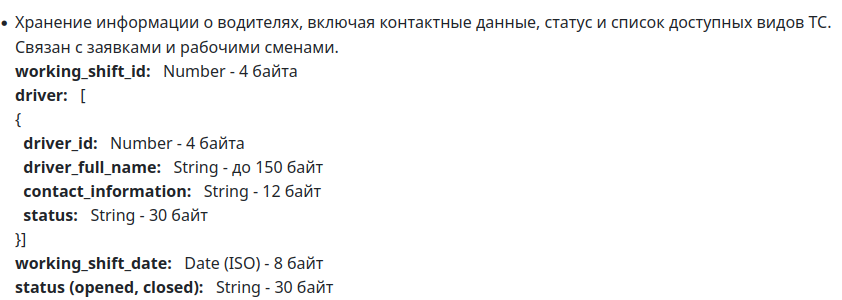 • Хранение информации о водителях, включая контактные данные, статус и список доступных видов ТС.
Связан с заявками и рабочими сменами.
working_shift_id: Number - 4 байта
driver: [
{
driver_id: Number - 4 байта
driver_full_name: String - до 150 байт
contact_information: String - 12 байт
status: String - 30 байт
}]
working_shift_date: Date (ISO) - 8 байт
status (opened, closed): String - 30 байт